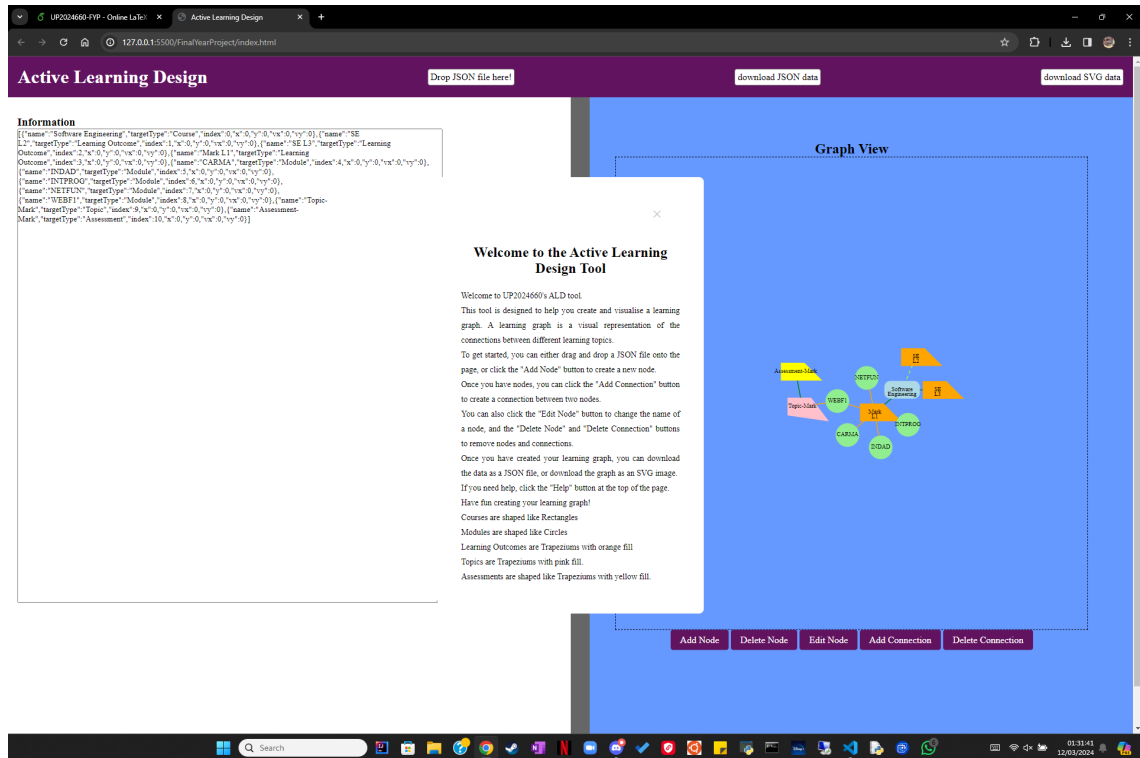 UP2024660-FYP - Online LaTeX
Active Learning Design
127.0.0.1:5500/FinalYearProject/index.html
Active Learning Design
Drop JSON file here!
download JSON data
download SVG data
Information
[{"name":"Software Engineering","targetType":"Course","index":0,"x":0,"y":0,"vx":0,"vy":0},{"name":"SE
L2","targetType":"Learning Outcome","index":1,"x":0,"y":0,"vx":0,"vy":0},{"name":"SE L3","targetType":"Learning
Outcome","index":2,"x":0,"y":0,"vx":0,"vy":0},{"name":"Mark L1","targetType":"Learning
Outcome","index":3,"x":0,"y":0,"vx":0,"vy":0},{"name":"CARMA","targetType":"Module","index":4,"x":0,"y":0,"vx":0,"vy":0},
{"name":"INDAD","targetType":"Module","index":5,"x":0,"y":0,"vx":0,"vy":0},
{"name":"INTPROG","targetType":"Module","index":6,"x":0,"y":0,"vx":0,"vy":0},
{"name":"NETFUN","targetType":"Module","index":7,"x":0,"y":0,"vx":0,"vy":0},
{"name":"WEBF1","targetType":"Module","index":8,"x":0,"y":0,"vx":0,"vy":0},{"name":"Topic-
Mark","targetType":"Topic","index":9,"x":0,"y":0,"vx":0,"vy":0},{"name":"Assessment-
Mark","targetType":"Assessment","index":10,"x":0,"y":0,"vx":0,"vy":0}]
Welcome to the Active Learning
Design Tool
Welcome to UP2024660's ALD tool.
This tool is designed to help you create and visualise a learning
graph. A learning graph is a visual representation of the
connections between different learning topics.
To get started, you can either drag and drop a JSON file onto the
page, or click the "Add Node" button to create a new node.
Once you have nodes, you can click the "Add Connection" button
to create a connection between two nodes.
You can also click the "Edit Node" button to change the name of
a node, and the "Delete Node" and "Delete Connection" buttons
to remove nodes and connections.
Once you have created your learning graph, you can download
the data as a JSON file, or download the graph as an SVG image.
If you need help, click the "Help" button at the top of the page.
Have fun creating your learning graph!
Courses are shaped like Rectangles
Modules are shaped like Circles
Learning Outcomes are Trapeziums with orange fill
Topics are Trapeziums with pink fill.
Assessments are shaped like Trapeziums with yellow fill.
Graph View
SE
Assessment-Mark
NETFUN
Software
Engineering
SE
WEBF1
Topic-Mark
Mark
L1
INTPROG
CARMA
INDAD
Add Node
Delete Node
Edit Node
Add Connection
Delete Connection
Search
01:31:41
12/03/2024